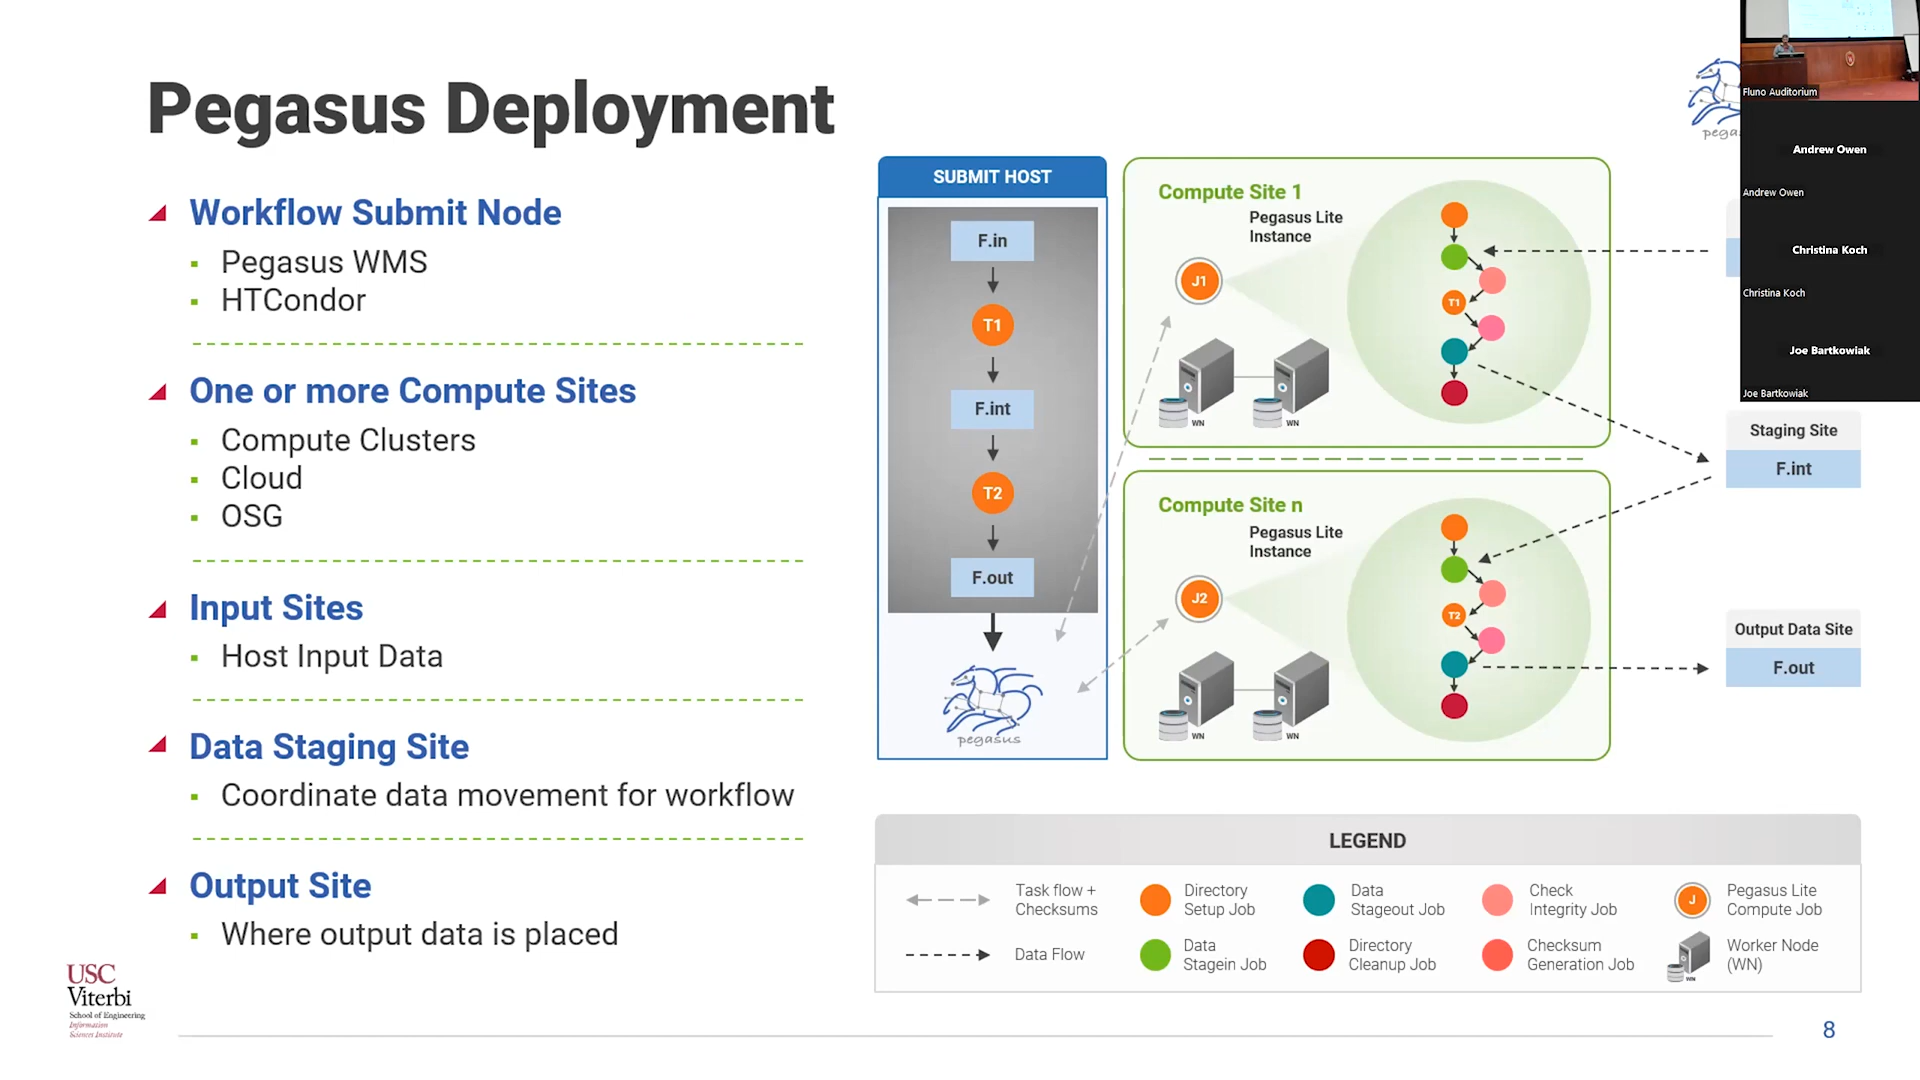 Pegasus Deployment
Workflow Submit Node
Pegasus WMS
HTCondor
One or more Compute Sites
Compute Clusters
Cloud
OSG
Input Sites
Host Input Data
Data Staging Site
Coordinate data movement for workflow
Output Site
Where output data is placed
USC
Viterbi
School of Engineering
Information
Sciences Institute
SUBMIT HOST
F.in
T1
F.int
T2
F.out
pegasus
Compute Site 1
Pegasus Lite
Instance
J1
T1
WN
WN
Compute Site n
Pegasus Lite
Instance
J2
T2
WN
WN
Fluno Auditorium
Andrew Owen
Andrew Owen
Christina Koch
Christina Koch
Joe Bartkowiak
Joe Bartkowiak
Staging Site
F.int
Output Data Site
F.out
LEGEND
Task flow +
Checksums
Data Flow
Directory
Setup Job
Data
Stagein Job
Data
Stageout Job
Directory
Cleanup Job
Check
Integrity Job
Checksum
Generation Job
J
Pegasus Lite
Compute Job
WN
Worker Node
(WN)
8